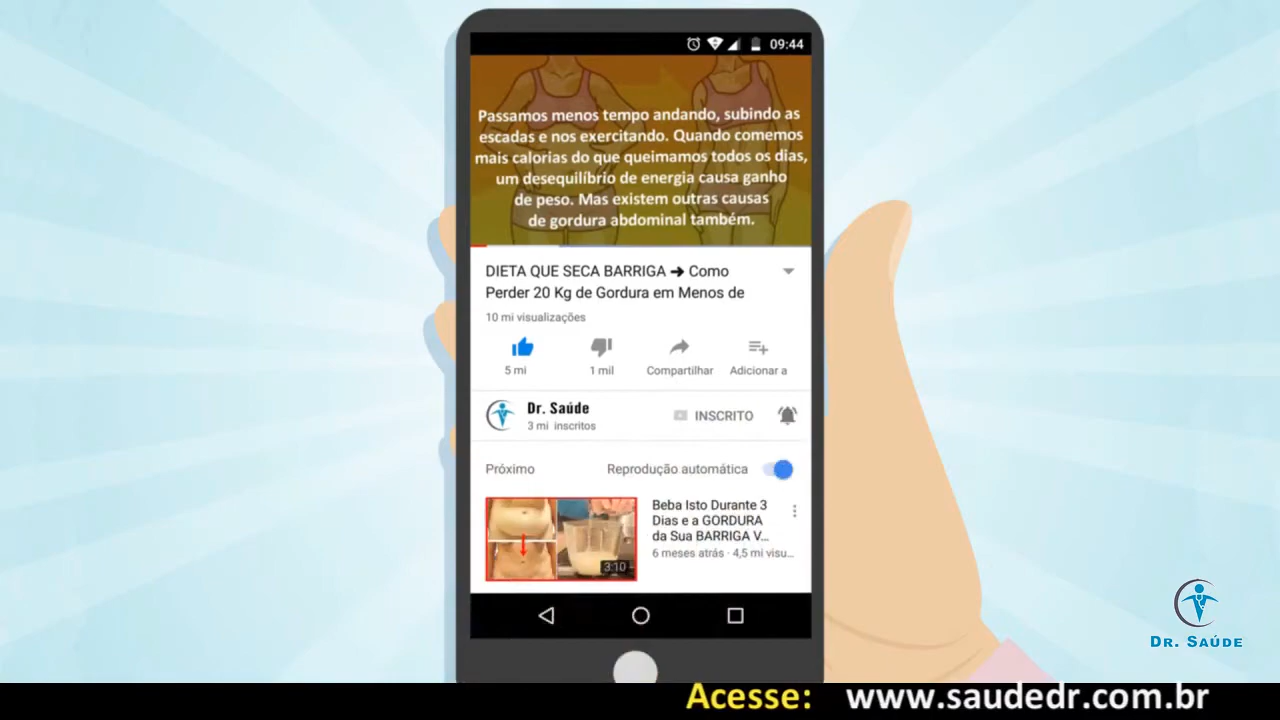 09:44
Passamos menos tempo andando, subindo as
escadas e nos exercitando. Quando comemos
mais calorias do que queimamos todos os dias,
um desequilíbrio de energia causa ganho
de peso. Mas existem outras causas
de gordura abdominal também.
DIETA QUE SECA BARRIGA ➜ Como
Perder 20 Kg de Gordura em Menos de
10 mi visualizações
5 mi
1 mil
Compartilhar
Adicionar a
Dr. Saúde
3 mi inscritos
INSCRITO
Próximo
Reprodução automática
Beba Isto Durante 3
Dias e a GORDURA
da Sua BARRIGA V...
6 meses atrás · 4,5 mi visu...
3:10
DR. SAÚDE
Acesse: www.saudedr.com.br